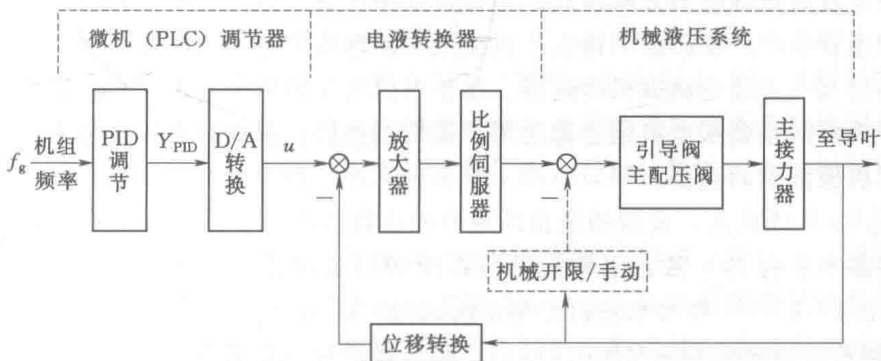 微机（PLC）调节器
电液转换器
机械液压系统
f_g
机组
频率
PID
调节
Y_PID
D/A
转换
u
放大器
比例伺服器
引导阀
主配压阀
主接力器
至导叶
—
—
机械开限/手动
位移转换